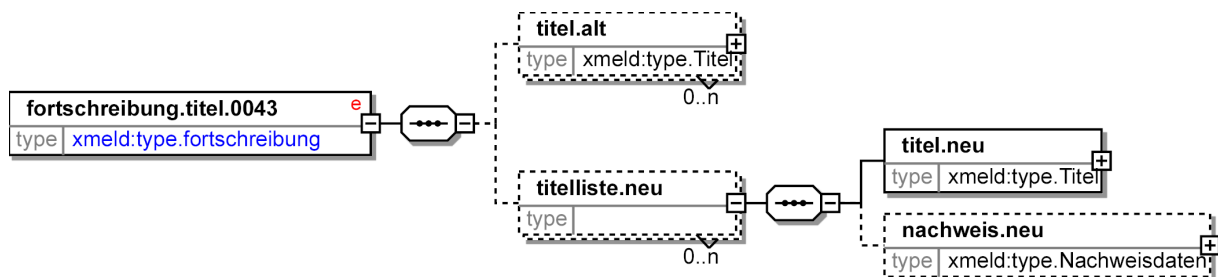 titel.alt
type xmeld:type.Titel
0..n
fortschreibung.titel.0043 e
type xmeld:type.fortschreibung
titel.neu
type xmeld:type.Titel
titelliste.neu
type
0..n
nachweis.neu
type xmeld:type.Nachweisdaten